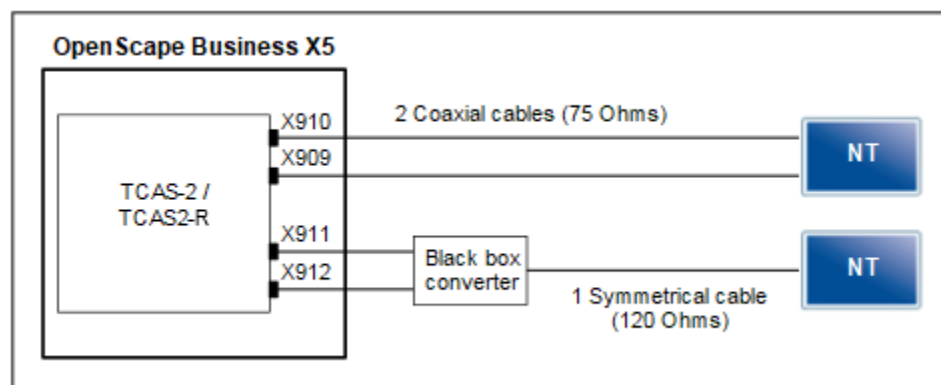 OpenScape Business X5
X910
2 Coaxial cables (75 Ohms)
NT
X909
TCAS-2 /
TCAS2-R
X911
Black box
converter
NT
X912
1 Symmetrical cable
(120 Ohms)